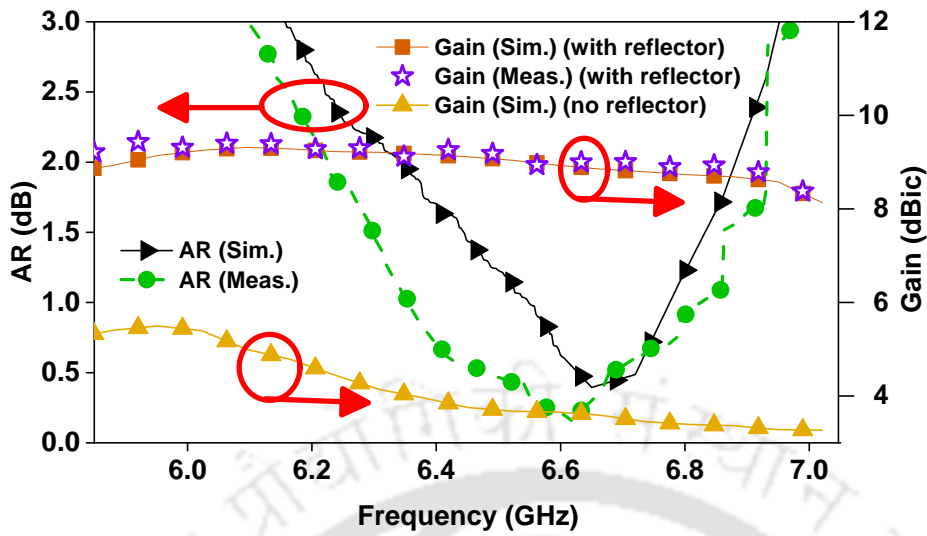 3.0
2.5
2.0
1.5
1.0
0.5
0.0
AR (dB)
12
10
8
6
4
Gain (dBic)
Gain (Sim.) (with reflector)
Gain (Meas.) (with reflector)
Gain (Sim.) (no reflector)
AR (Sim.)
AR (Meas.)
6.0 6.2 6.4 6.6 6.8 7.0
Frequency (GHz)